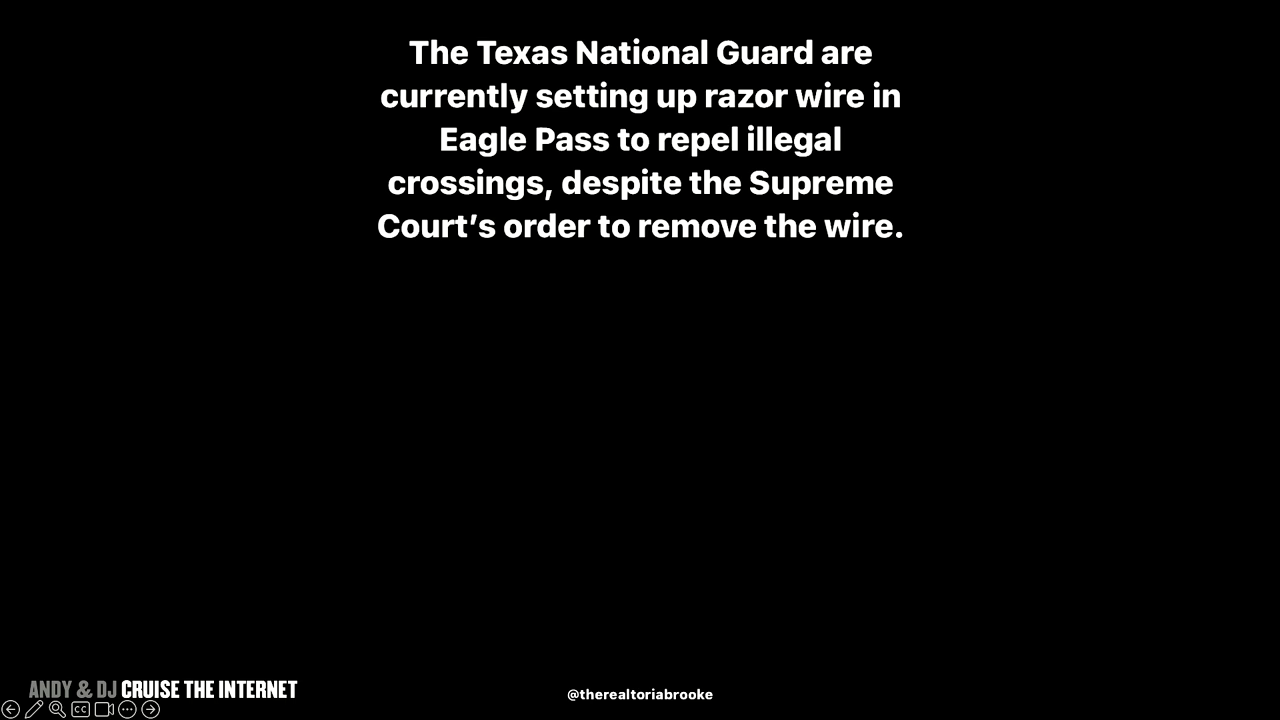 The Texas National Guard are
currently setting up razor wire in
Eagle Pass to repel illegal
crossings, despite the Supreme
Court’s order to remove the wire.
ANDY & DJ CRUISE THE INTERNET
@therealtoriabrooke
CC